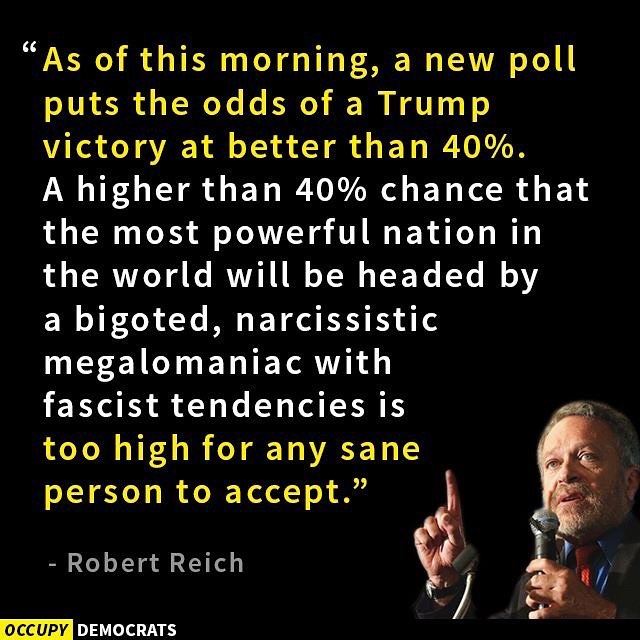 “As of this morning, a new poll
puts the odds of a Trump
victory at better than 40%.
A higher than 40% chance that
the most powerful nation in
the world will be headed by
a bigoted, narcissistic
megalomaniac with
fascist tendencies is
too high for any sane
person to accept.”
- Robert Reich
OCCUPY DEMOCRATS